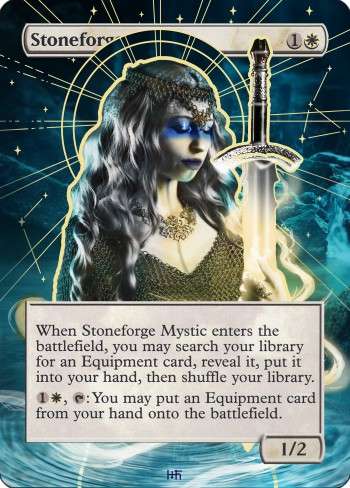 Stoneforge
1
When Stoneforge Mystic enters the
battlefield, you may search your library
for an Equipment card, reveal it, put it
into your hand, then shuffle your library.
1 , : You may put an Equipment card
from your hand onto the battlefield.
1/2